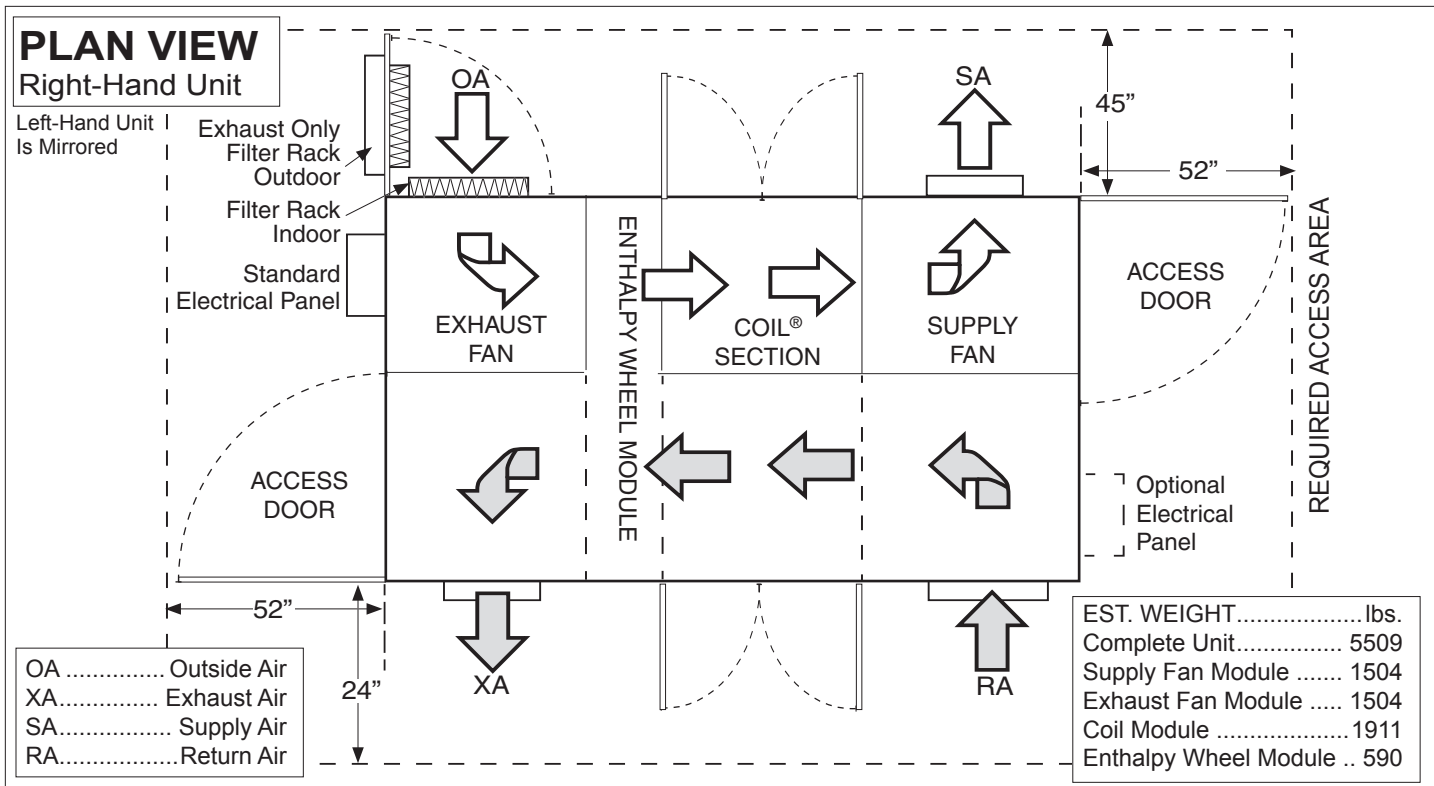 PLAN VIEW
Right-Hand Unit
Left-Hand Unit
Is Mirrored
Exhaust Only
Filter Rack
Outdoor
Filter Rack
Indoor
Standard
Electrical Panel
OA
SA
45”
52”
EXHAUST
FAN
ENTHALPY WHEEL MODULE
COIL®
SECTION
SUPPLY
FAN
ACCESS
DOOR
REQUIRED ACCESS AREA
ACCESS
DOOR
Optional
Electrical
Panel
52”
24”
XA
RA
OA ................ Outside Air
XA................ Exhaust Air
SA.................. Supply Air
RA...................Return Air
EST. WEIGHT....................lbs.
Complete Unit................. 5509
Supply Fan Module ....... 1504
Exhaust Fan Module ..... 1504
Coil Module .....................1911
Enthalpy Wheel Module .. 590